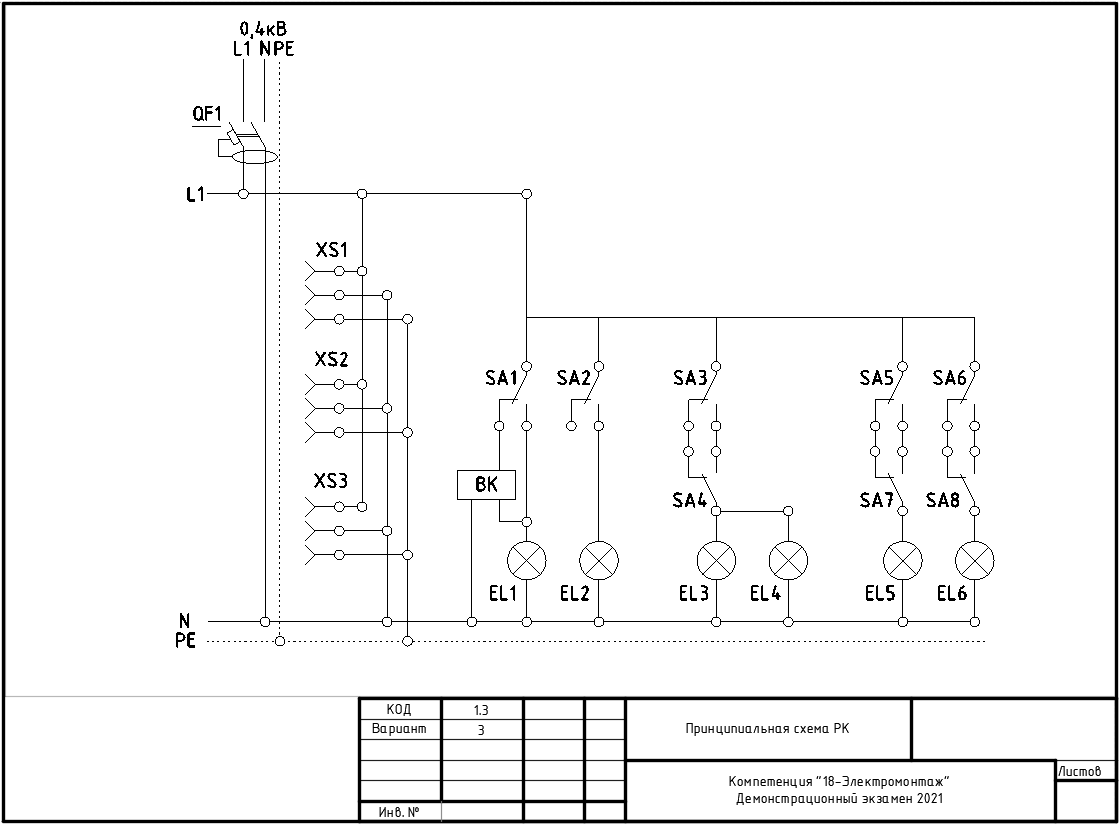 0,4кВ
L1 N PE
QF1
L1
XS1
XS2
SA1 SA2 SA3 SA5 SA6
XS3
BK
SA4 SA7 SA8
EL1 EL2 EL3 EL4 EL5 EL6
N
PE
КОД 1.3
Вариант 3
Принципиальная схема РК
Листов
Компетенция "18-Электромонтаж"
Демонстрационный экзамен 2021
Инв. №